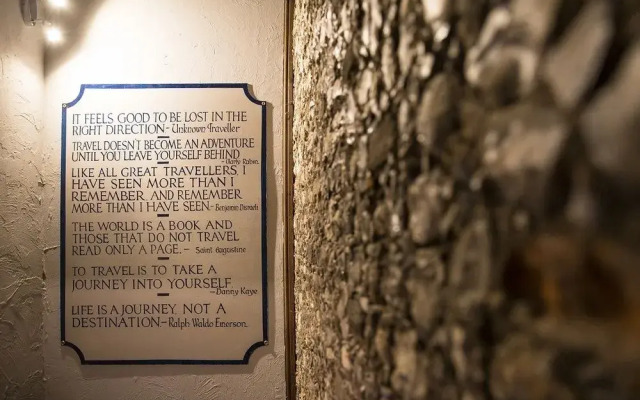 IT FEELS GOOD TO BE LOST IN THE
RIGHT DIRECTION- Unknown Traveller
TRAVEL DOESN'T BECOME AN ADVENTURE
UNTIL YOU LEAVE YOURSELF BEHIND
-Marty Rubin.
LIKE ALL GREAT TRAVELLERS, I
HAVE SEEN MORE THAN I
REMEMBER, AND REMEMBER
MORE THAN I HAVE SEEN.- Benjamin Disraeli
THE WORLD IS A BOOK AND
THOSE THAT DO NOT TRAVEL
READ ONLY A PAGE.- Saint Augustine
TO TRAVEL IS TO TAKE A
JOURNEY INTO YOURSELF
-Danny Kaye.
LIFE IS A JOURNEY, NOT A
DESTINATION-Ralph Waldo Emerson.